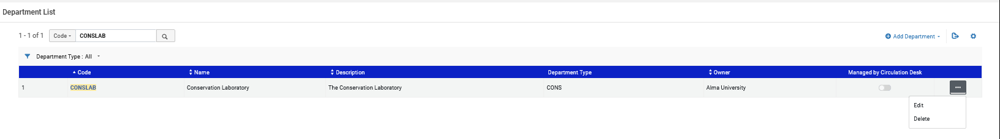 Department List
1 - 1 of 1 Code CONSLAB Add Department
Department Type : All
Code Name Description Department Type Owner Managed by Circulation Desk
1 CONSLAB Conservation Laboratory The Conservation Laboratory CONS Alma University
Edit
Delete